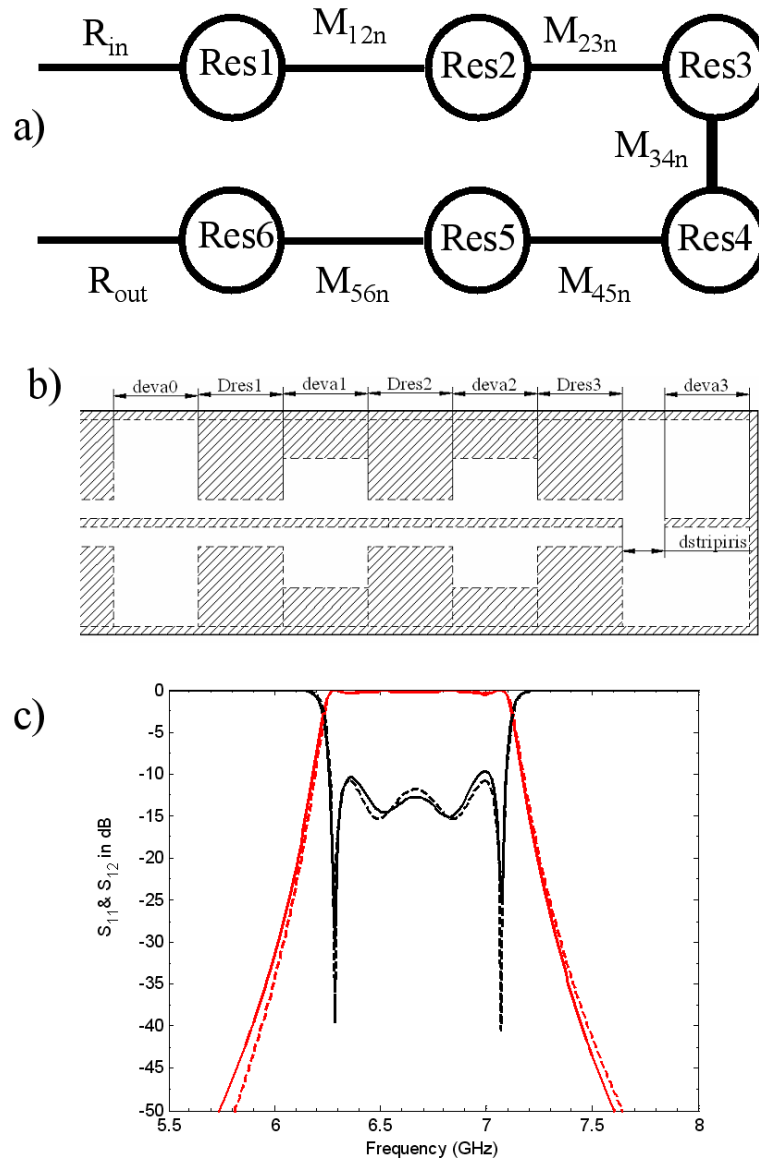 a)
R_in M_12n M_23n
Res1 Res2 Res3
M_34n
Res6 Res5 Res4
R_out M_56n M_45n
b)
deva0 Dres1 deva1 Dres2 deva2 Dres3 deva3
dstripiris
c)
S_11 & S_12 in dB
0
-5
-10
-15
-20
-25
-30
-35
-40
-45
-50
5.5 6 6.5 7 7.5 8
Frequency (GHz)